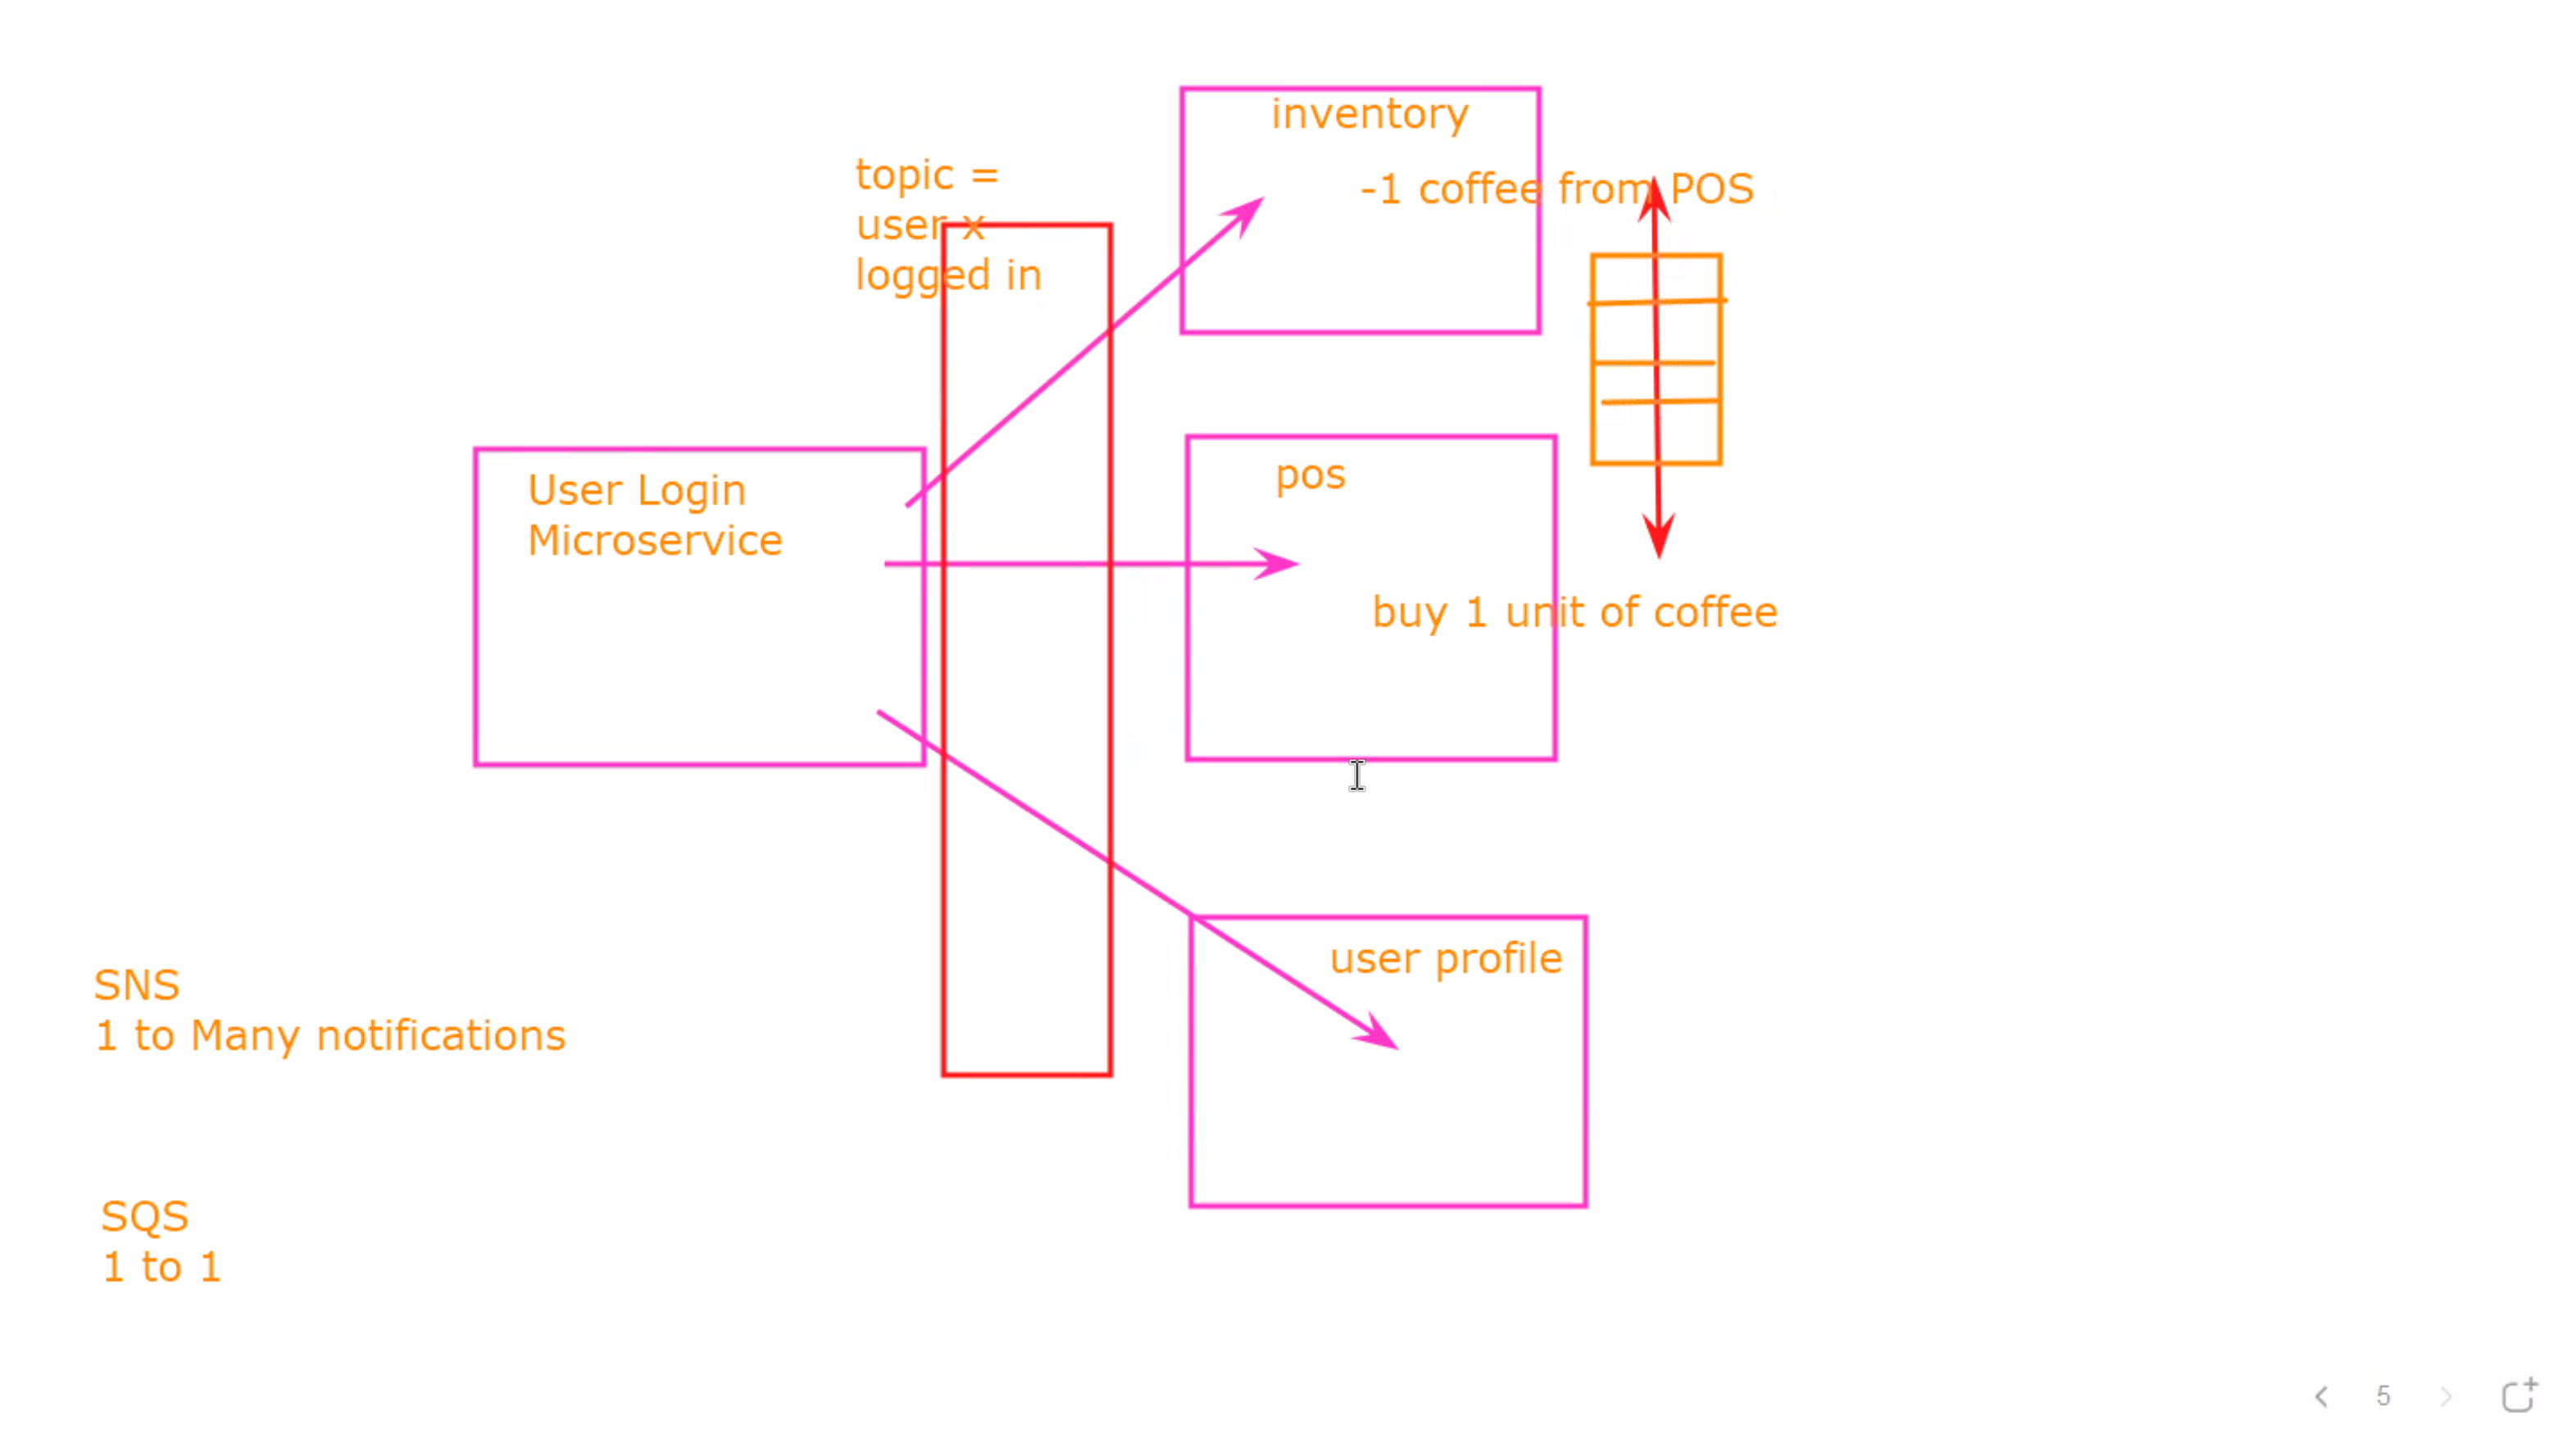 inventory
-1 coffee from POS
topic =
user x
logged in
User Login
Microservice
pos
buy 1 unit of coffee
user profile
SNS
1 to Many notifications
SQS
1 to 1
5